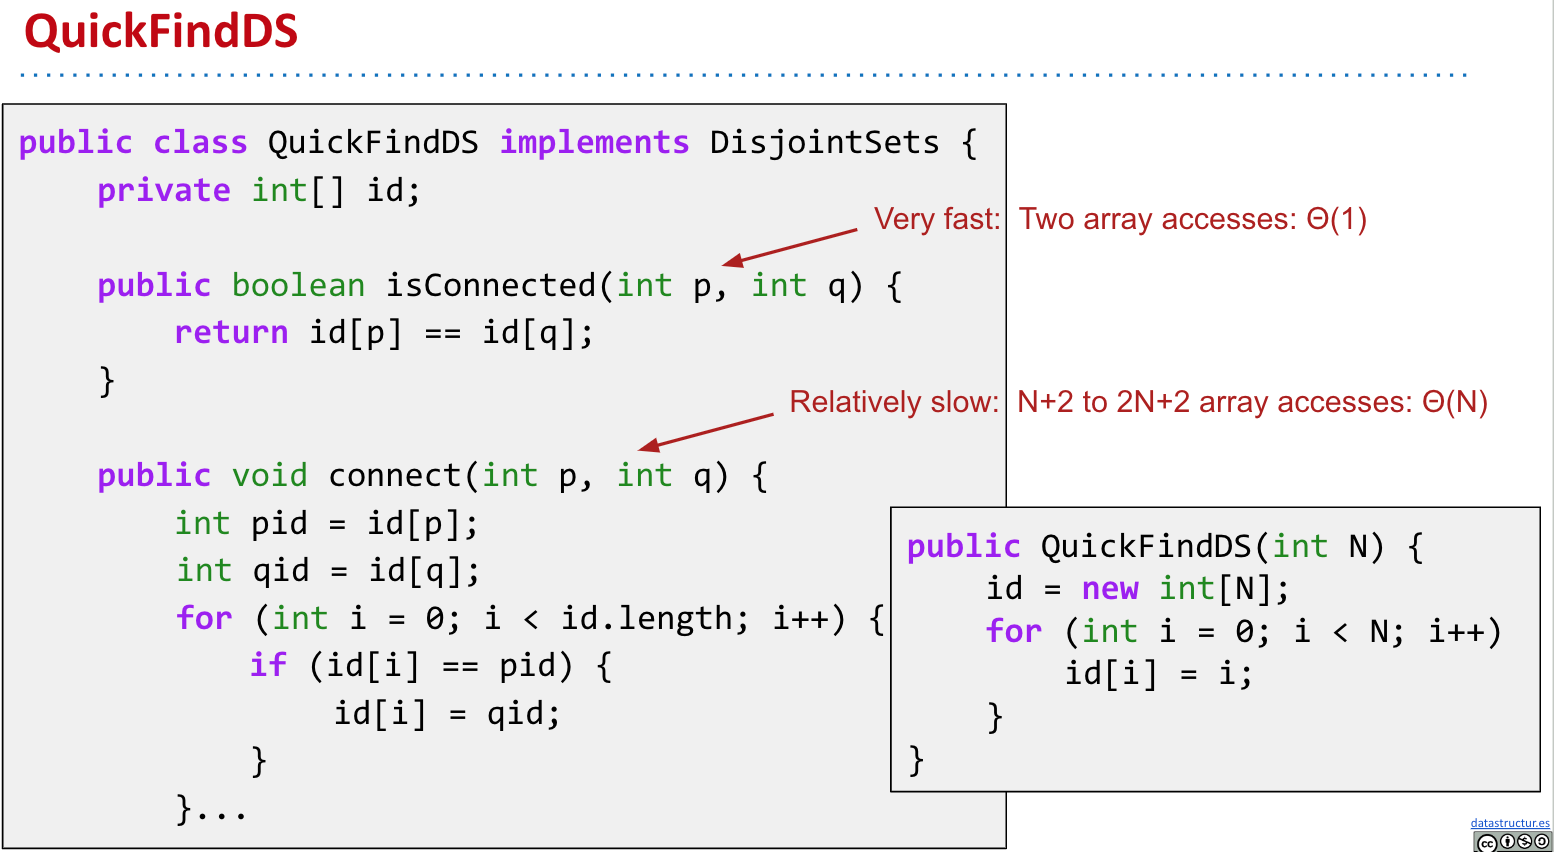 QuickFindDS
public class QuickFindDS implements DisjointSets {
private int[] id;
Very fast: Two array accesses: Θ(1)
public boolean isConnected(int p, int q) {
return id[p] == id[q];
}
Relatively slow: N+2 to 2N+2 array accesses: Θ(N)
public void connect(int p, int q) {
int pid = id[p];
int qid = id[q];
for (int i = 0; i < id.length; i++) {
if (id[i] == pid) {
id[i] = qid;
}
}...
public QuickFindDS(int N) {
id = new int[N];
for (int i = 0; i < N; i++)
id[i] = i;
}
}
datastructur.es
cc